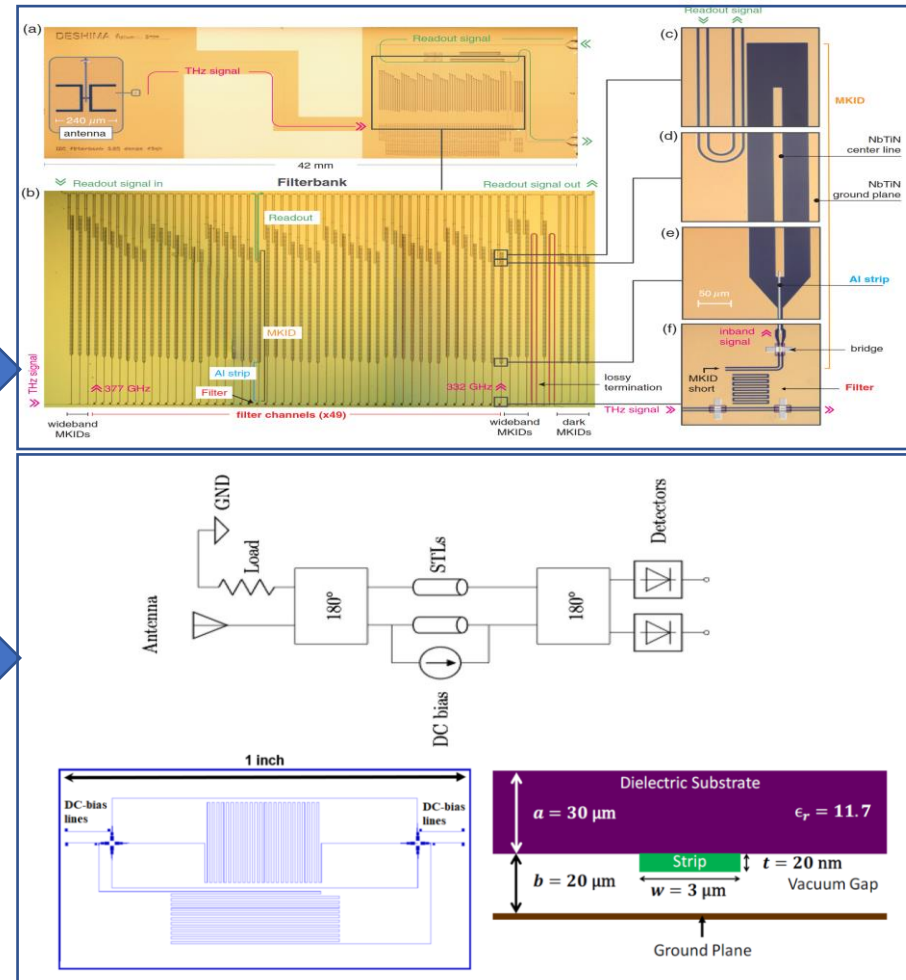 (a)
DESHIMA
Readout signal
THz signal
240 μm
antenna
42 mm
(b)
Readout signal in
Filterbank
Readout signal out
Readout
MKID
Al strip
Filter
THz signal
377 GHz
332 GHz
lossy
termination
wideband
MKIDs
filter channels (x49)
wideband
MKIDs
dark
MKIDs
Readout signal
(c)
(d)
(e)
(f)
MKID
NbTiN
center line
NbTiN
ground plane
Al strip
50 μm
inband
signal
bridge
MKID
short
Filter
THz signal
GND
Load
Antenna
180°
STLs
DC bias
180°
Detectors
1 inch
DC-bias
lines
DC-bias
lines
Dielectric Substrate
a = 30 μm
ϵr = 11.7
Strip
t = 20 nm
b = 20 μm
w = 3 μm
Vacuum Gap
Ground Plane